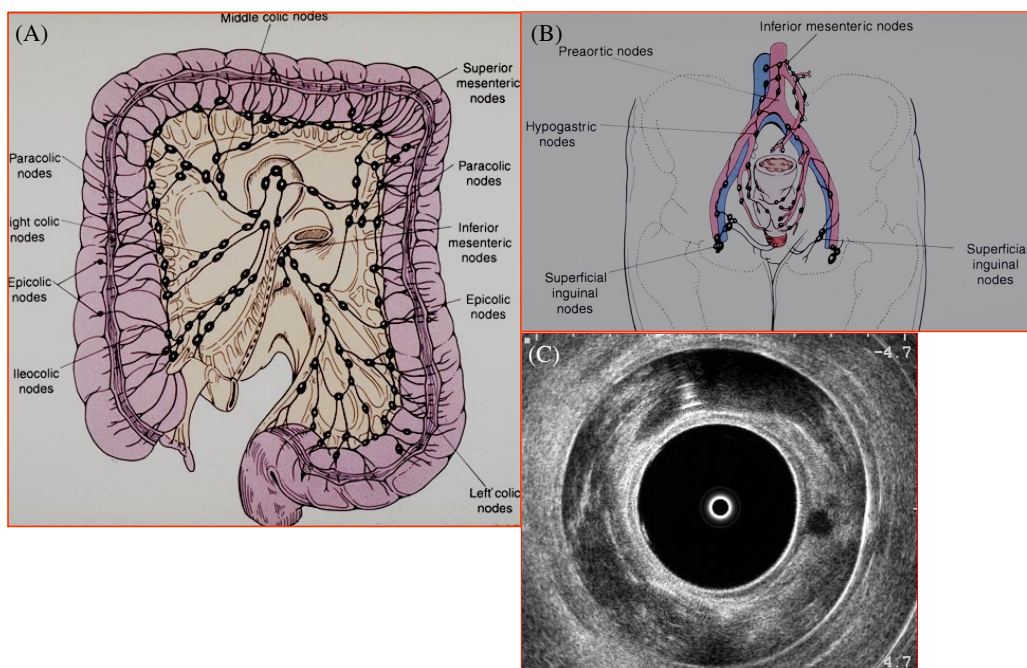 (A)
Middle colic nodes
Superior
mesenteric
nodes
Paracolic
nodes
Paracolic
nodes
ight colic
nodes
Inferior
mesenteric
nodes
Epicolic
nodes
Epicolic
nodes
Ileocolic
nodes
Left colic
nodes
(B)
Inferior mesenteric nodes
Preaortic nodes
Hypogastric
nodes
Superficial
inguinal
nodes
Superficia
inguinal
nodes
(C)
-4.7
4.7